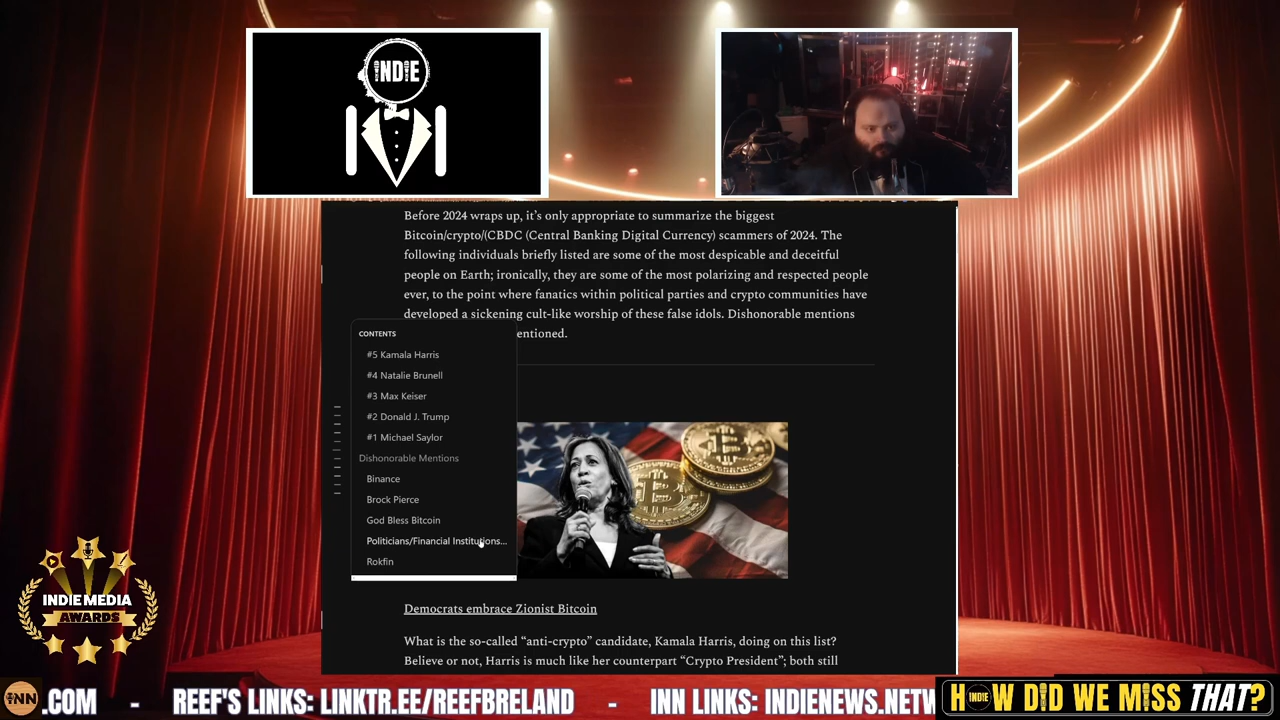 INDIE
Before 2024 wraps up, it’s only appropriate to summarize the biggest
Bitcoin/crypto/(CBDC (Central Banking Digital Currency) scammers of 2024. The
following individuals briefly listed are some of the most despicable and deceitful
people on Earth; ironically, they are some of the most polarizing and respected people
ever, to the point where fanatics within political parties and crypto communities have
developed a sickening cult-like worship of these false idols. Dishonorable mentions
entioned.
CONTENTS
#5 Kamala Harris
#4 Natalie Brunell
#3 Max Keiser
#2 Donald J. Trump
#1 Michael Saylor
Dishonorable Mentions
Binance
Brock Pierce
God Bless Bitcoin
Politicians/Financial Institutions...
Rokfin
Democrats embrace Zionist Bitcoin
What is the so-called “anti-crypto” candidate, Kamala Harris, doing on this list?
Believe or not, Harris is much like her counterpart “Crypto President”; both still
INDIE MEDIA
AWARDS
INN
.COM - REEF'S LINKS: LINKTR.EE/REEFBRELAND - INN LINKS: INDIENEWS.NETW
HOW DID WE MISS THAT?